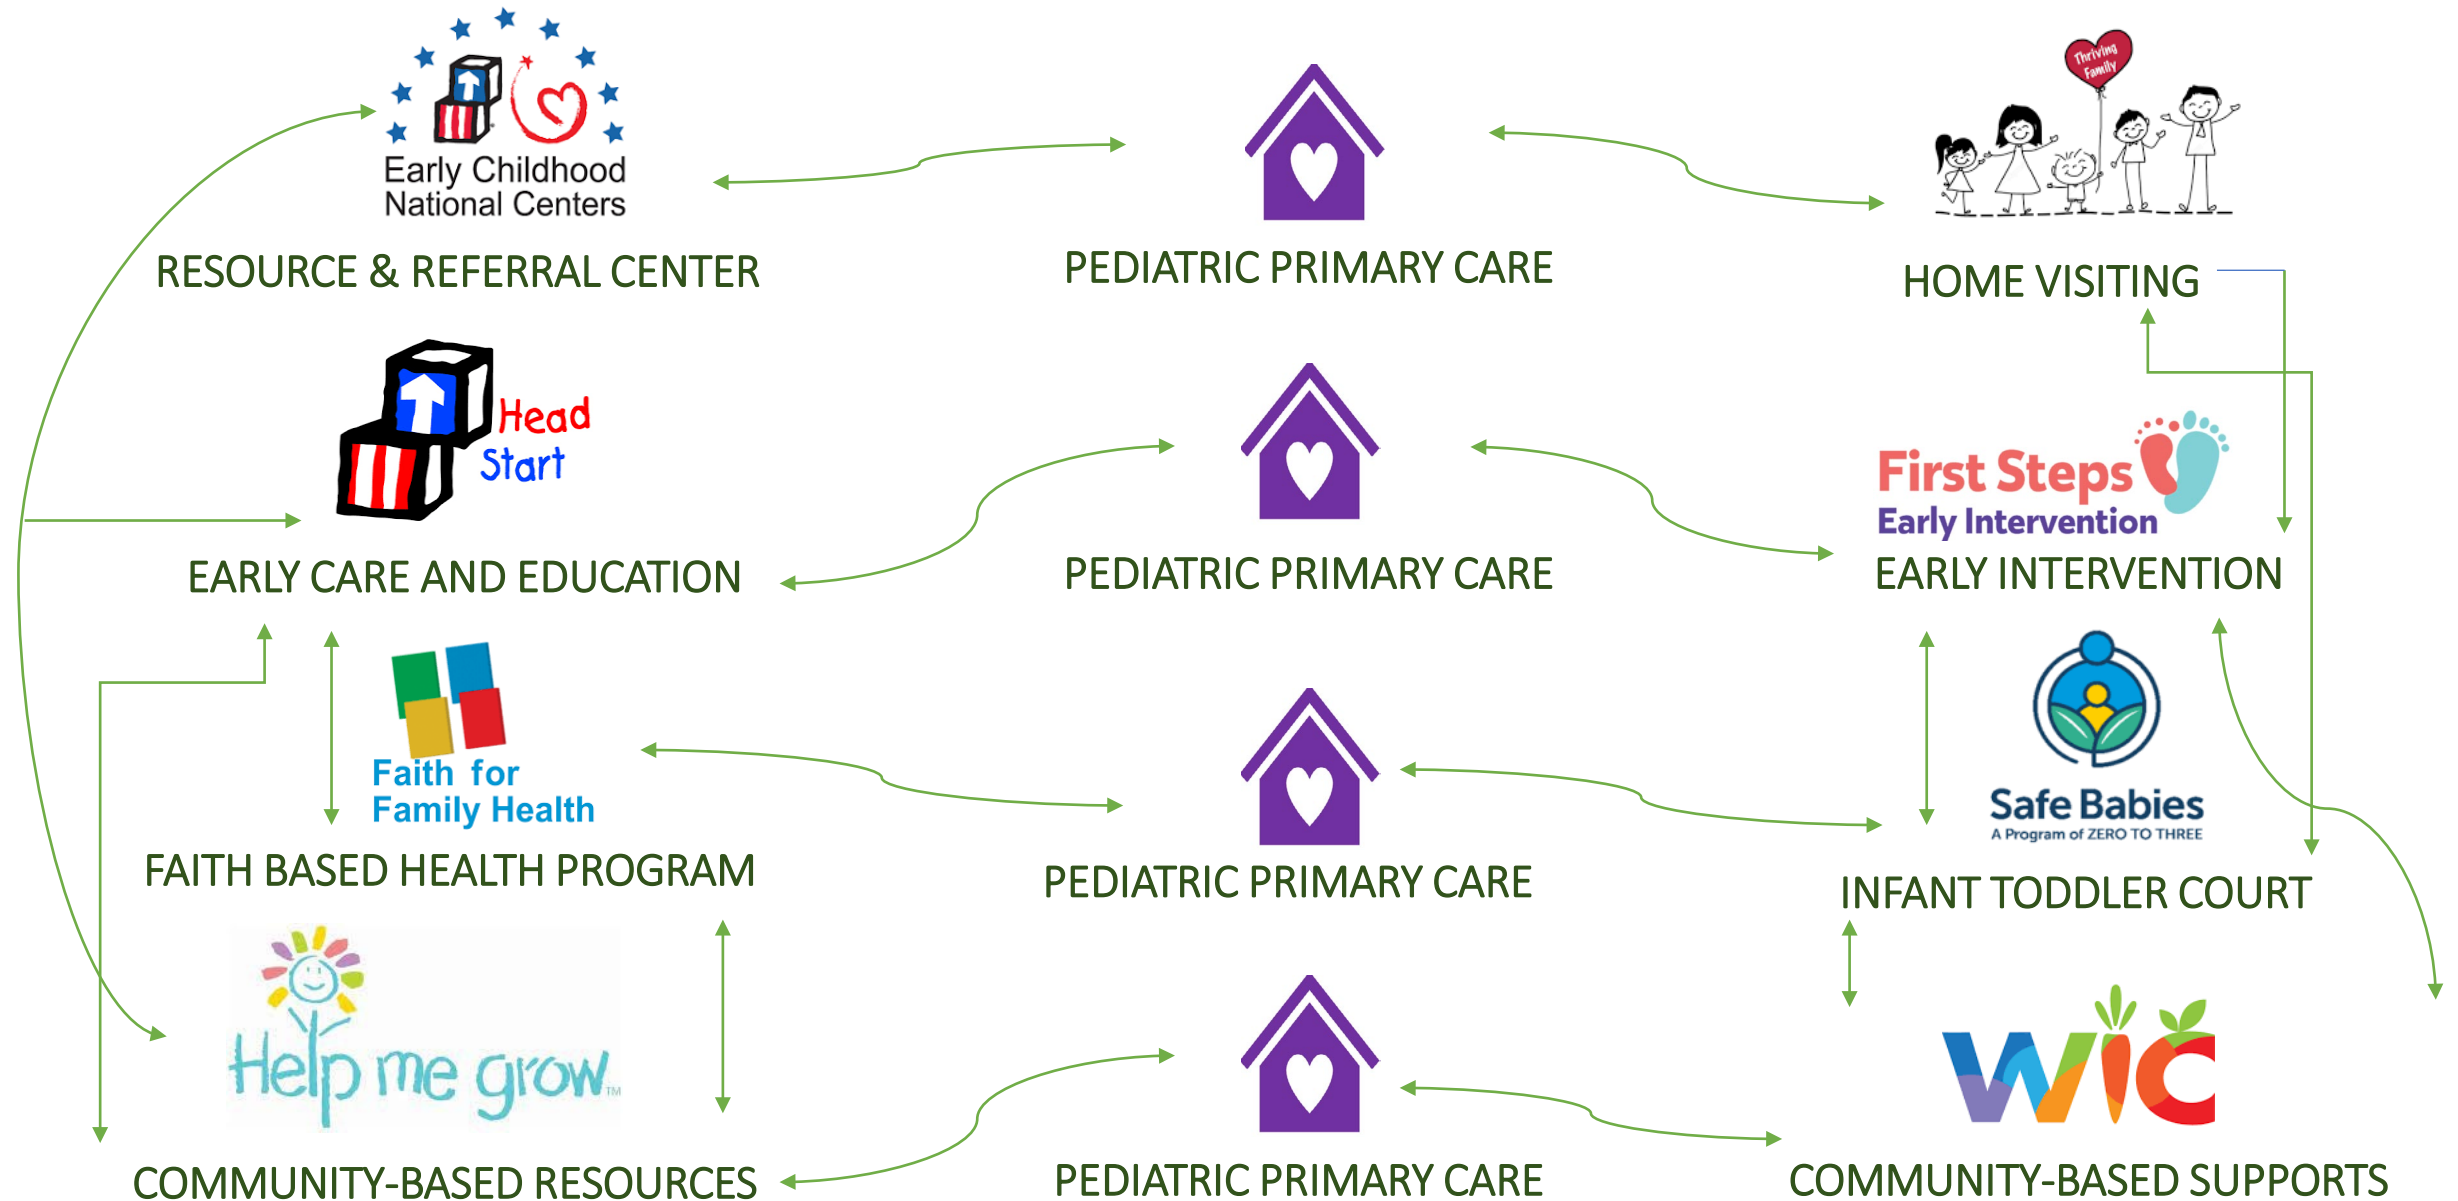 Early Childhood
National Centers
RESOURCE & REFERRAL CENTER
PEDIATRIC PRIMARY CARE
Thriving
Family
HOME VISITING
Head
Start
EARLY CARE AND EDUCATION
PEDIATRIC PRIMARY CARE
First Steps
Early Intervention
EARLY INTERVENTION
Faith for
Family Health
FAITH BASED HEALTH PROGRAM
PEDIATRIC PRIMARY CARE
Safe Babies
A Program of ZERO TO THREE
INFANT TODDLER COURT
Help me grow TM
COMMUNITY-BASED RESOURCES
PEDIATRIC PRIMARY CARE
WIC
COMMUNITY-BASED SUPPORTS